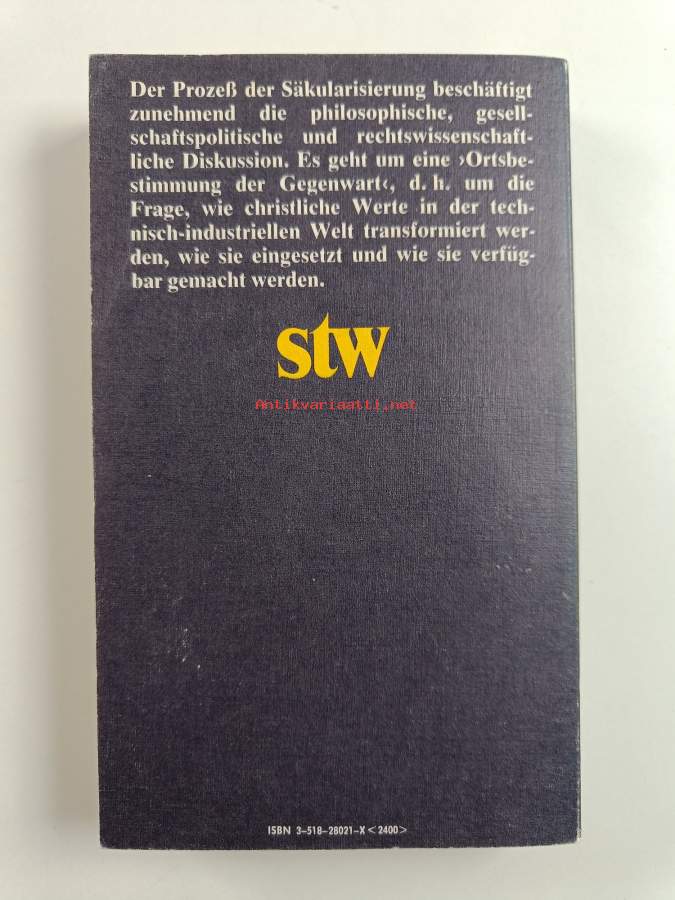 Der Prozeß der Säkularisierung beschäftigt
zunehmend die philosophische, gesell-
schaftspolitische und rechtswissenschaft-
liche Diskussion. Es geht um eine ›Ortsbe-
stimmung der Gegenwart‹, d. h. um die
Frage, wie christliche Werte in der tech-
nisch-industriellen Welt transformiert wer-
den, wie sie eingesetzt und wie sie verfüg-
bar gemacht werden.
stw
Antikvariaatti.net
ISBN 3-518-28021-X <2400>